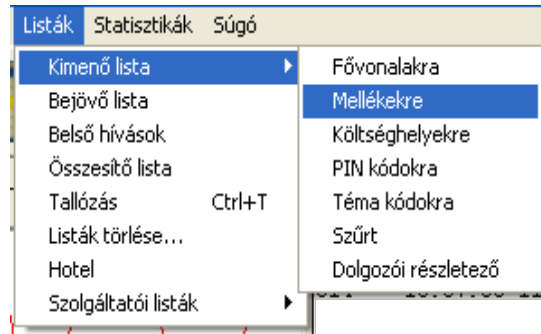 Listák Statisztikák Súgó
Kimenő lista
Bejövő lista
Belső hívások
Összesítő lista
Tallózás Ctrl+T
Listák törlése...
Hotel
Szolgáltatói listák
Fővonalakra
Mellékekre
Költséghelyekre
PIN kódokra
Téma kódokra
Szűrt
Dolgozói részletező